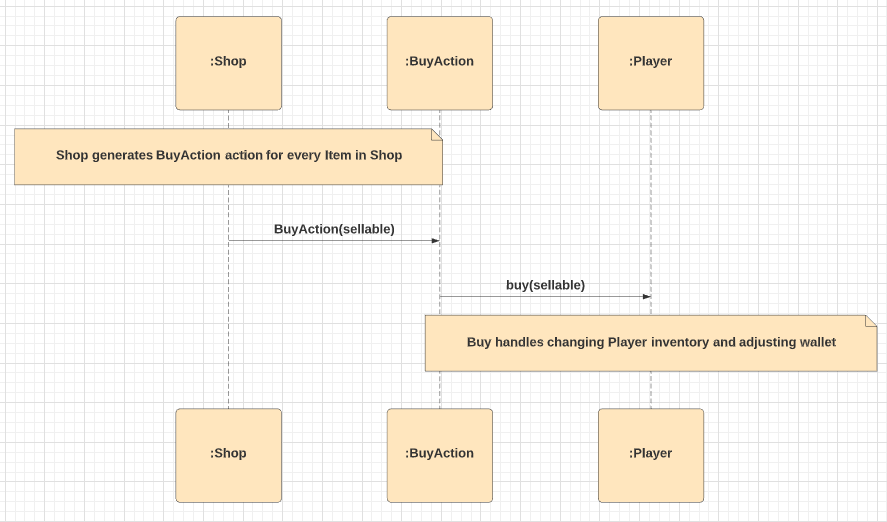 :Shop
:BuyAction
:Player
Shop generates BuyAction action for every Item in Shop
BuyAction(sellable)
buy(sellable)
Buy handles changing Player inventory and adjusting wallet
:Shop
:BuyAction
:Player